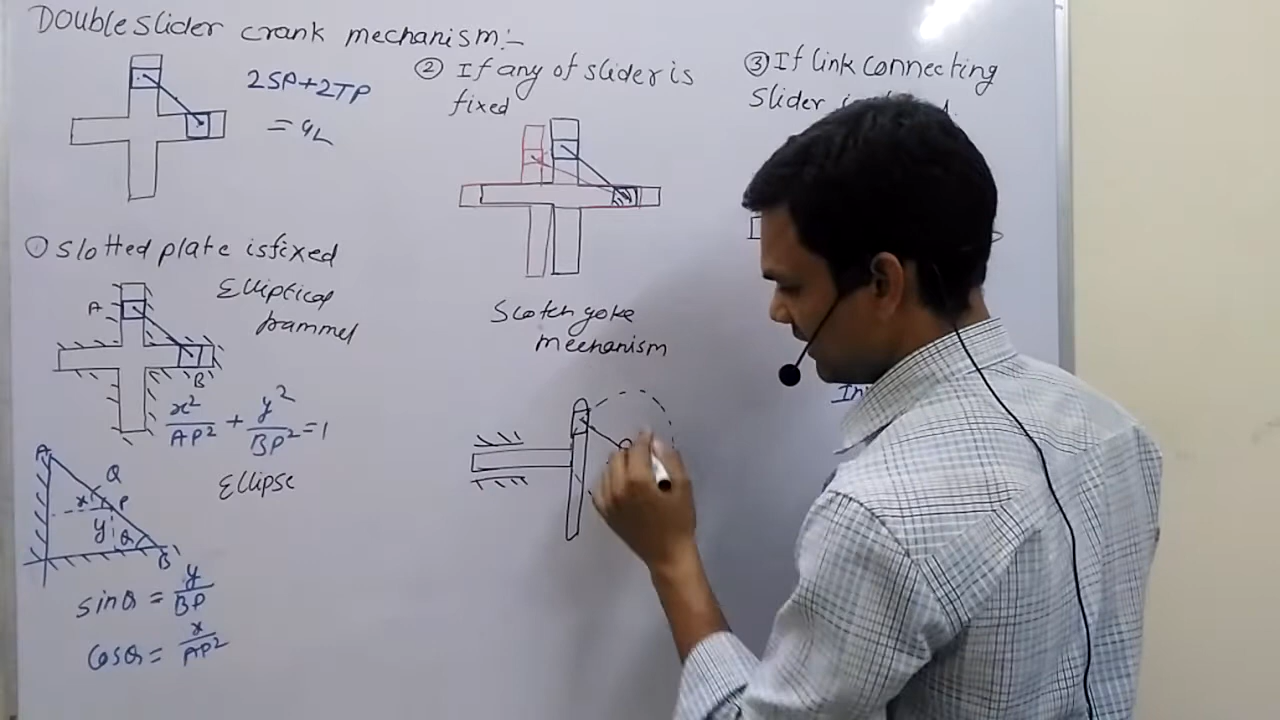 Double slider crank mechanism:-
2SP+2TP
= 4L
① Slotted plate is fixed
A
Elliptical
trammel
B
x²/AP² + y²/BP² = 1
Ellipse
A
Q
x
P
y
Q
B
sinθ = y/BP
cosθ = x/AP²
② If any of slider is
fixed
Scotch yoke
mechanism
③ If link connecting
Slider
In